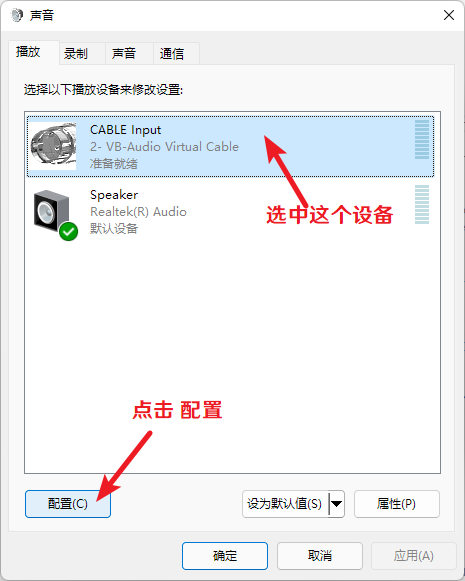 声音
播放
录制
声音
通信
选择以下播放设备来修改设置:
CABLE Input
2- VB-Audio Virtual Cable
准备就绪
Speaker
Realtek(R) Audio
默认设备
选中这个设备
点击 配置
配置(C)
设为默认值(S)
属性(P)
确定
取消
应用(A)